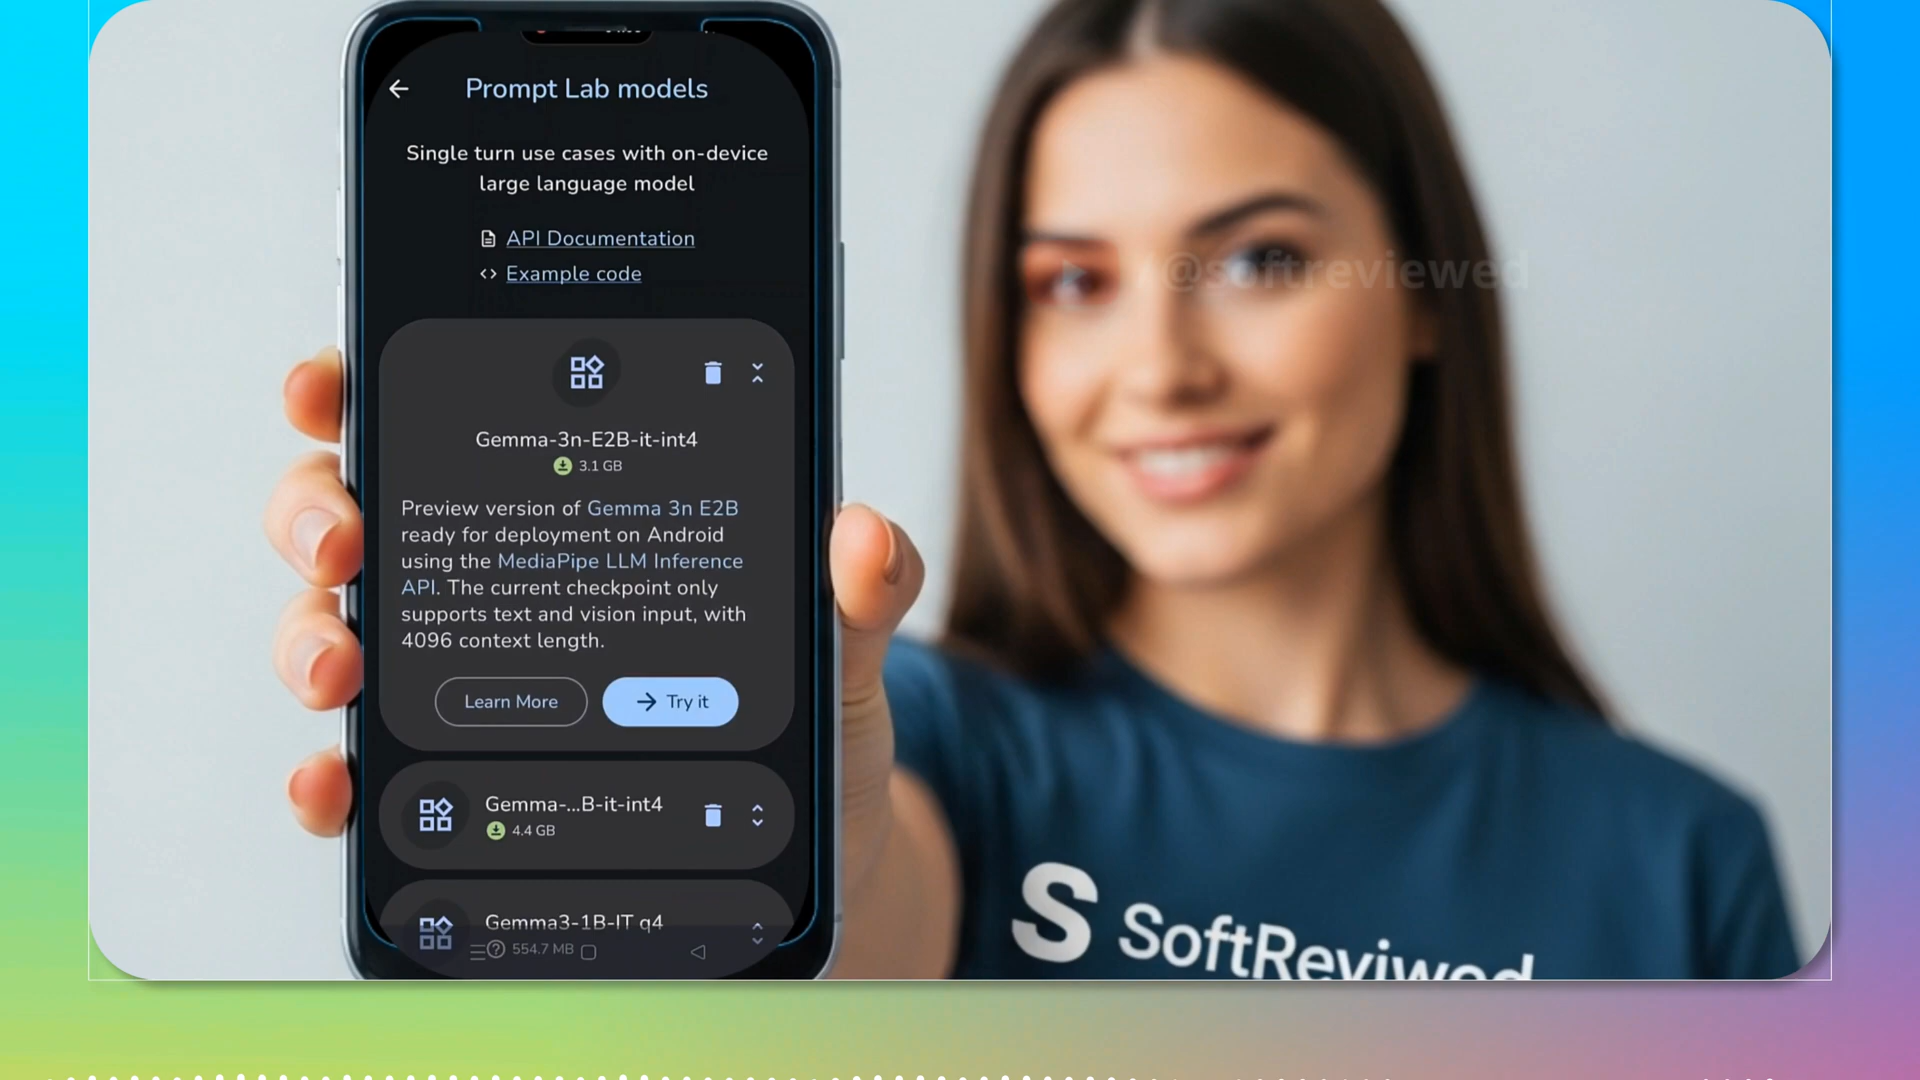 Prompt Lab models
Single turn use cases with on-device
large language model
API Documentation
Example code
Gemma-3n-E2B-it-int4
3.1 GB
Preview version of Gemma 3n E2B
ready for deployment on Android
using the MediaPipe LLM Inference
API. The current checkpoint only
supports text and vision input, with
4096 context length.
Learn More
Try it
Gemma-...B-it-int4
4.4 GB
Gemma3-1B-IT q4
554.7 MB
@softreviewed
S SoftReviwed